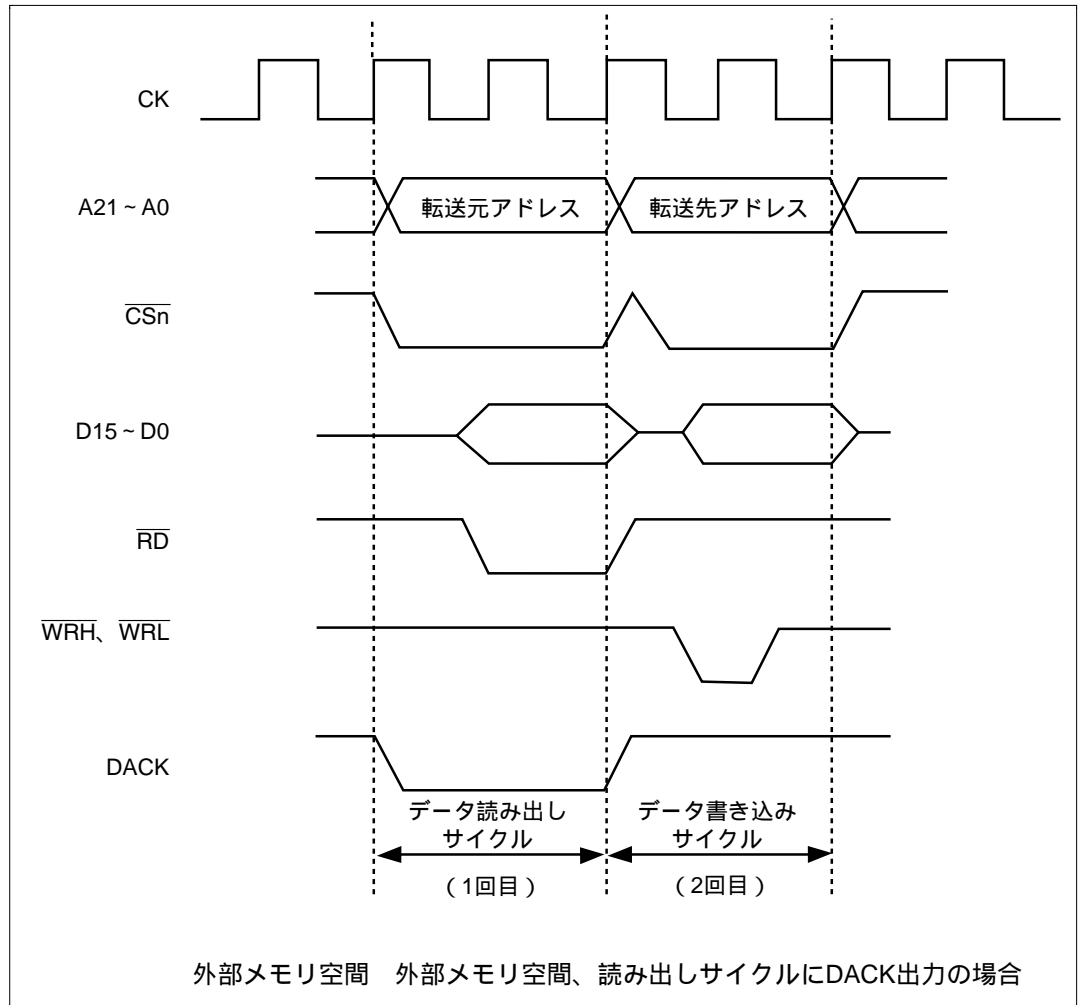 CK
A21 ~ A0
転送元アドレス 転送先アドレス
CSn
D15 ~ D0
RD
WRH、WRL
DACK
データ読み出し
サイクル
(1回目)
データ書き込み
サイクル
(2回目)
外部メモリ空間 外部メモリ空間、読み出しサイクルにDACK出力の場合